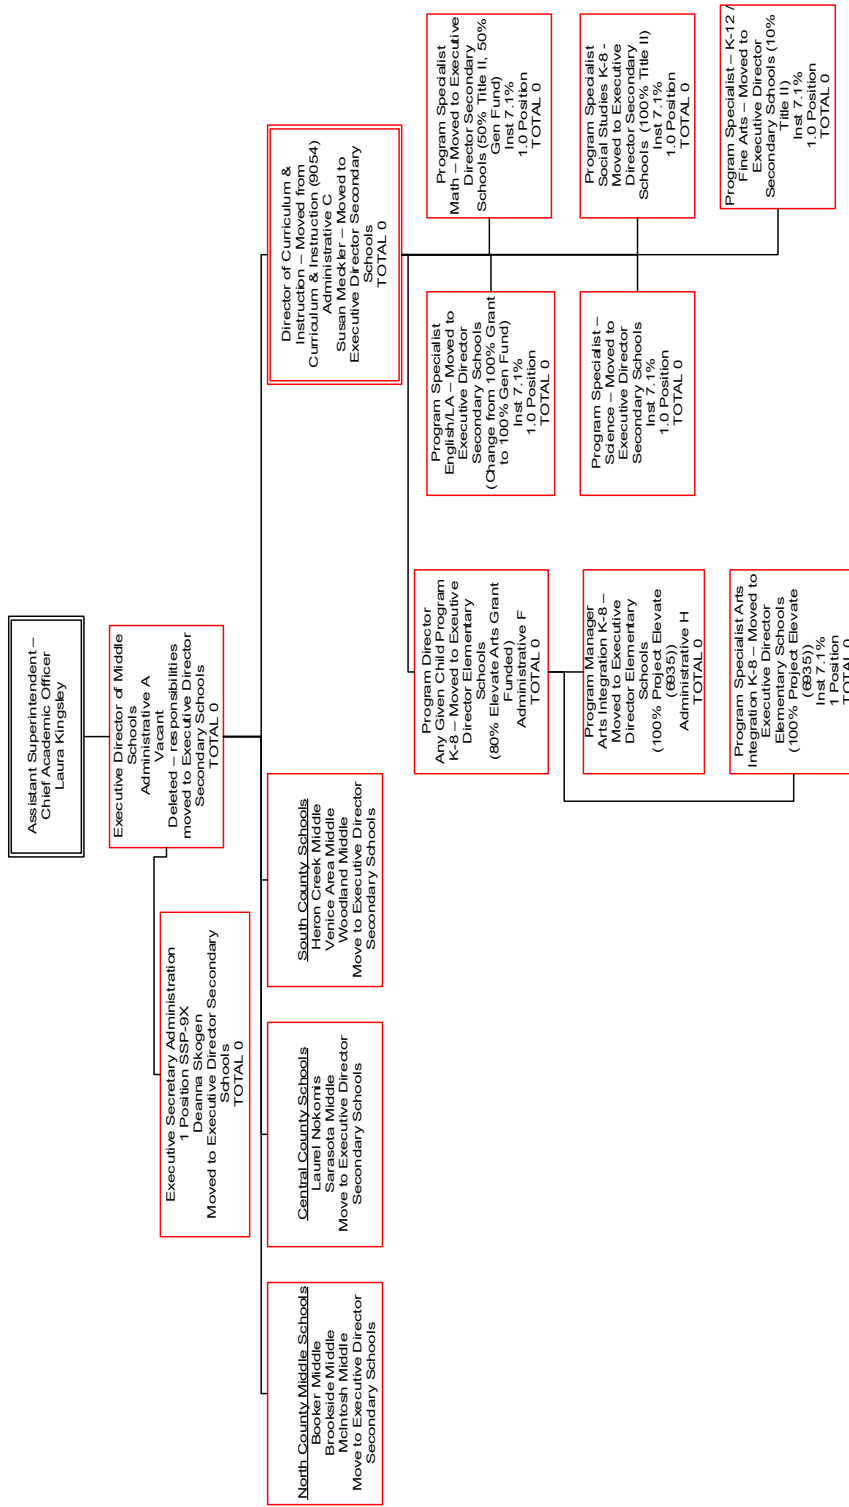 Assistant Superintendent –
Chief Academic Officer
Laura Kingsley
Executive Director of Middle
Schools
Administrative A
Vacant
Deleted – responsibilities
moved to Executive Director
Secondary Schools
TOTAL 0
Executive Secretary Administration
1 Position SSP-9X
Deanna Skogen
Moved to Executive Director Secondary
Schools
TOTAL 0
North County Middle Schools
Booker Middle
Brookside Middle
McIntosh Middle
Move to Executive Director
Secondary Schools
Central County Schools
Laurel Nokomis
Sarasota Middle
Move to Executive Director
Secondary Schools
South County Schools
Heron Creek Middle
Venice Area Middle
Woodland Middle
Move to Executive Director
Secondary Schools
Director of Curriculum &
Instruction – Moved from
Curriculum & Instruction (9054)
Administrative C
Susan Meckler – Moved to
Executive Director Secondary
Schools
TOTAL 0
Program Director
Any Given Child Program
K-8 – Moved to Exeutive
Director Elementary
Schools
(80% Elevate Arts Grant
Funded)
Administrative F
TOTAL 0
Program Specialist
English/LA – Moved to
Executive Director
Secondary Schools
(Change from 100% Grant
to 100% Gen Fund)
Inst 7.1%
1.0 Position
TOTAL 0
Program Specialist
Math – Moved to Executive
Director Secondary
Schools (50% Title II, 50%
Gen Fund)
Inst 7.1%
1.0 Position
TOTAL 0
Program Manager
Arts Integration K-8 –
Moved to Executive
Director Elementary
Schools
(100% Project Elevate
(6935))
Administrative H
TOTAL 0
Program Specialist –
Science – Moved to
Executive Director
Secondary Schools
Inst 7.1%
1.0 Position
TOTAL 0
Program Specialist
Social Studies K-8 -
Moved to Executive
Director Secondary
Schools (100% Title II)
Inst 7.1%
1.0 Position
TOTAL 0
Program Specialist Arts
Integration K-8 – Moved to
Executive Director
Elementary Schools
(100% Project Elevate
(6935))
Inst 7.1%
1 Position
TOTAL 0
Program Specialist – K-12 /
Fine Arts – Moved to
Executive Director
Secondary Schools (10%
Title II)
Inst 7.1%
1.0 Position
TOTAL 0